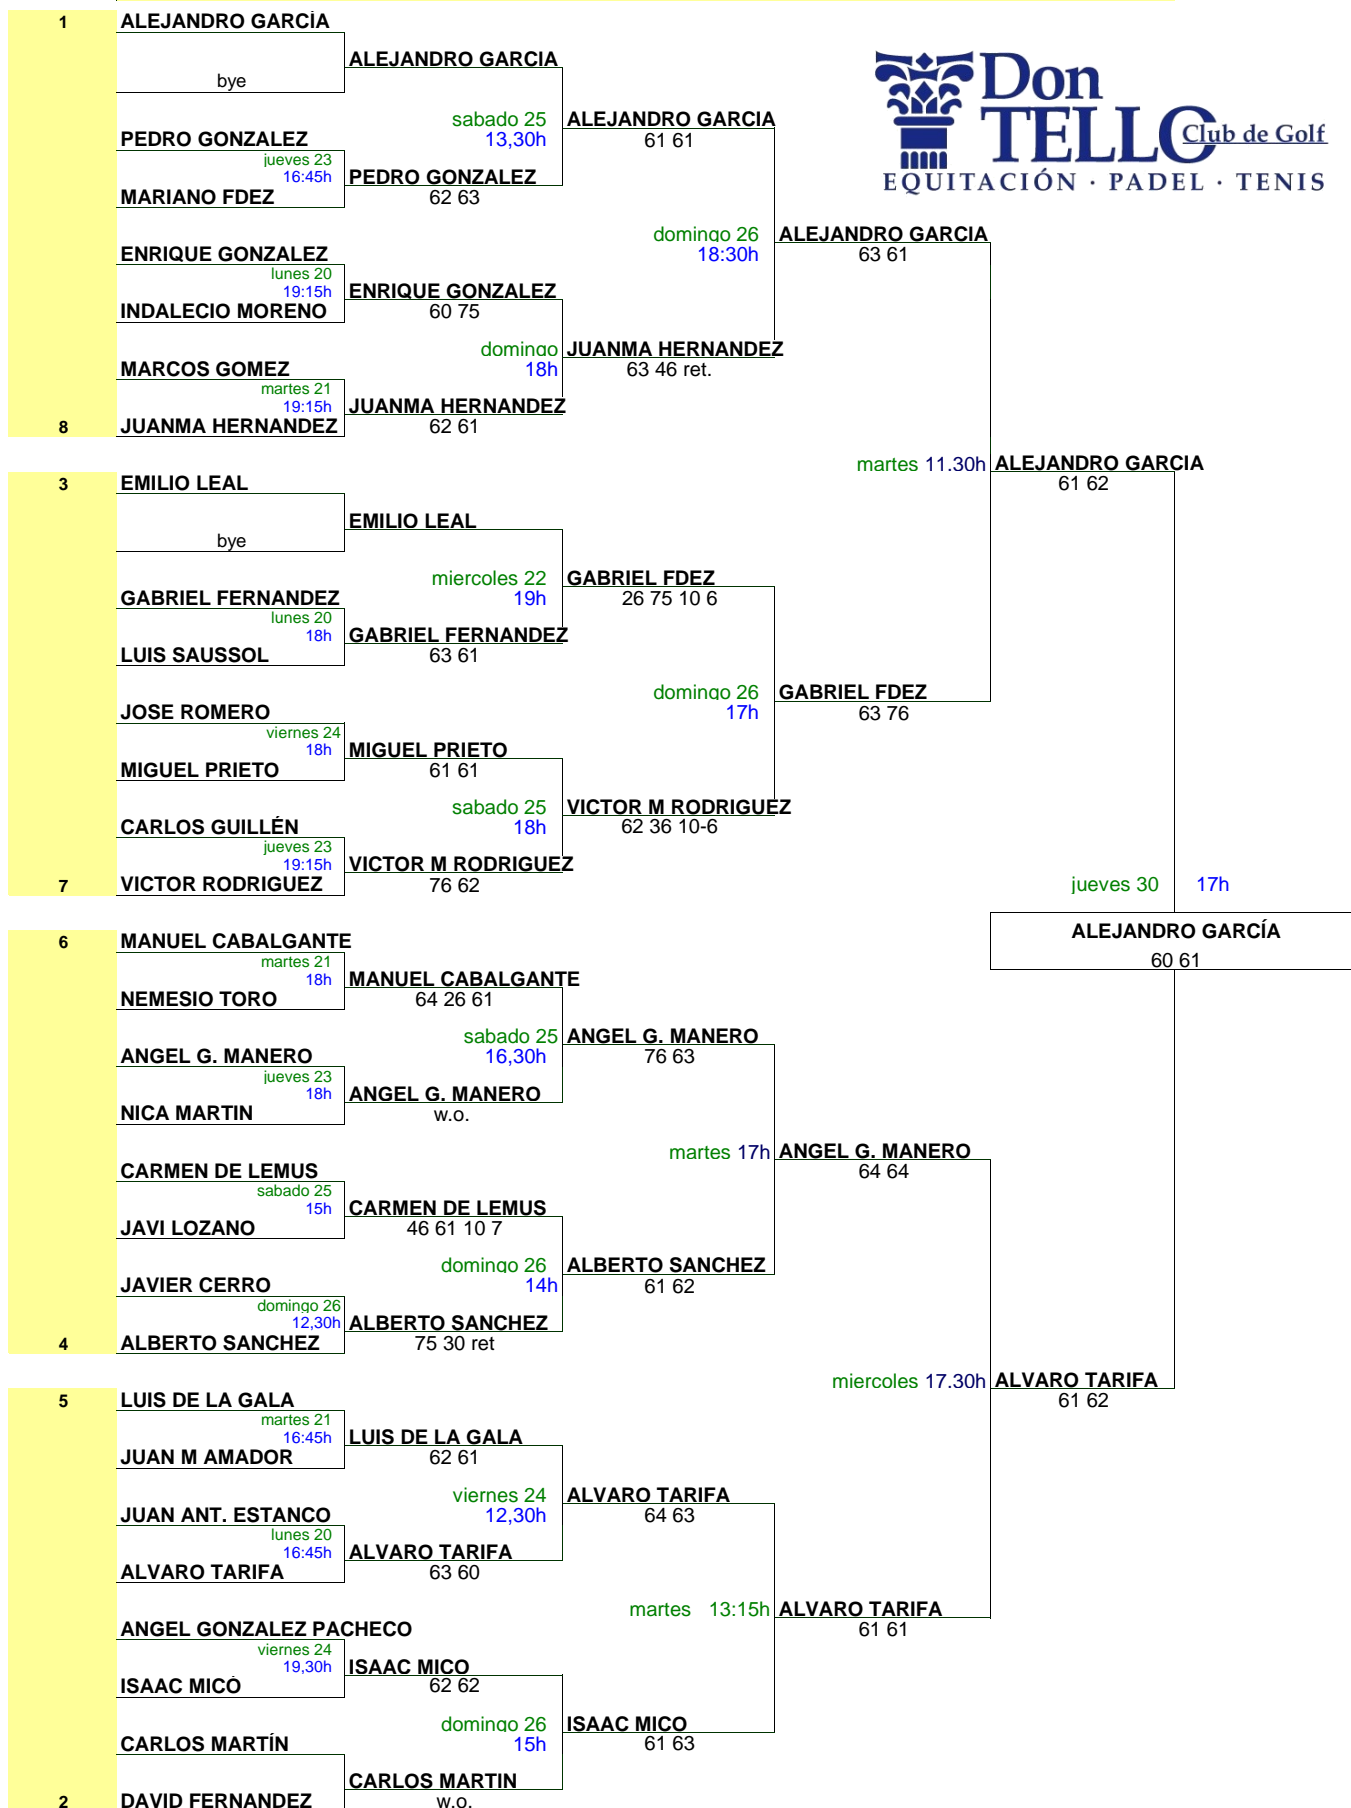 1
ALEJANDRO GARCÍA
ALEJANDRO GARCIA
bye
sabado 25
ALEJANDRO GARCIA
13,30h
61 61
PEDRO GONZALEZ
jueves 23
16:45h
PEDRO GONZALEZ
MARIANO FDEZ
62 63
Don
TELLO
Club de Golf
EQUITACIÓN · PADEL · TENIS
domingo 26
ALEJANDRO GARCIA
18:30h
63 61
ENRIQUE GONZALEZ
lunes 20
19:15h
ENRIQUE GONZALEZ
INDALECIO MORENO
60 75
domingo
JUANMA HERNANDEZ
18h
63 46 ret.
MARCOS GOMEZ
martes 21
19:15h
JUANMA HERNANDEZ
8
JUANMA HERNANDEZ
62 61
martes 11.30h
ALEJANDRO GARCIA
61 62
3
EMILIO LEAL
EMILIO LEAL
bye
miercoles 22
GABRIEL FDEZ
19h
26 75 10 6
GABRIEL FERNANDEZ
lunes 20
18h
GABRIEL FERNANDEZ
LUIS SAUSSOL
63 61
domingo 26
GABRIEL FDEZ
17h
63 76
JOSE ROMERO
viernes 24
18h
MIGUEL PRIETO
MIGUEL PRIETO
61 61
sabado 25
VICTOR M RODRIGUEZ
18h
62 36 10-6
CARLOS GUILLÉN
jueves 23
19:15h
VICTOR M RODRIGUEZ
7
VICTOR RODRIGUEZ
76 62
jueves 30
17h
ALEJANDRO GARCÍA
60 61
6
MANUEL CABALGANTE
martes 21
18h
MANUEL CABALGANTE
NEMESIO TORO
64 26 61
sabado 25
ANGEL G. MANERO
16,30h
76 63
ANGEL G. MANERO
jueves 23
18h
ANGEL G. MANERO
NICA MARTIN
w.o.
martes 17h
ANGEL G. MANERO
64 64
CARMEN DE LEMUS
sabado 25
15h
CARMEN DE LEMUS
JAVI LOZANO
46 61 10 7
domingo 26
ALBERTO SANCHEZ
14h
61 62
JAVIER CERRO
domingo 26
12,30h
ALBERTO SANCHEZ
4
ALBERTO SANCHEZ
75 30 ret
miercoles 17.30h
ALVARO TARIFA
61 62
5
LUIS DE LA GALA
martes 21
16:45h
LUIS DE LA GALA
JUAN M AMADOR
62 61
viernes 24
ALVARO TARIFA
12,30h
64 63
JUAN ANT. ESTANCO
lunes 20
16:45h
ALVARO TARIFA
ALVARO TARIFA
63 60
martes 13:15h
ALVARO TARIFA
61 61
ANGEL GONZALEZ PACHECO
viernes 24
19,30h
ISAAC MICO
ISAAC MICÓ
62 62
domingo 26
ISAAC MICO
15h
61 63
CARLOS MARTÍN
CARLOS MARTIN
2
DAVID FERNANDEZ
w.o.